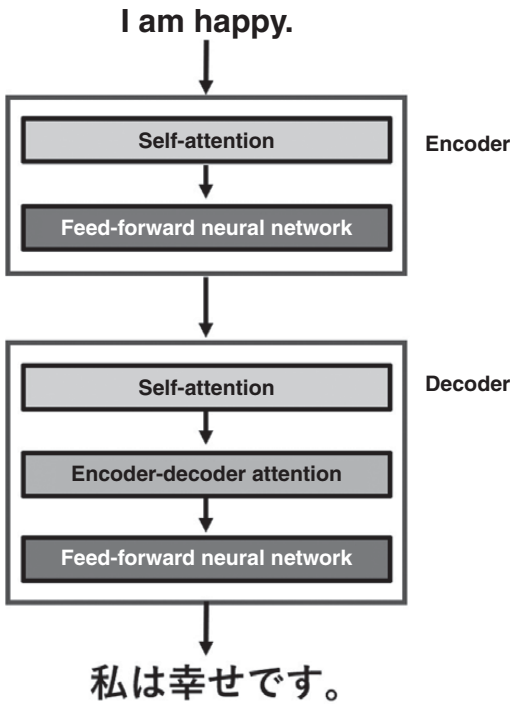 I am happy.
Self-attention
Encoder
Feed-forward neural network
Self-attention
Decoder
Encoder-decoder attention
Feed-forward neural network
私は幸せです。